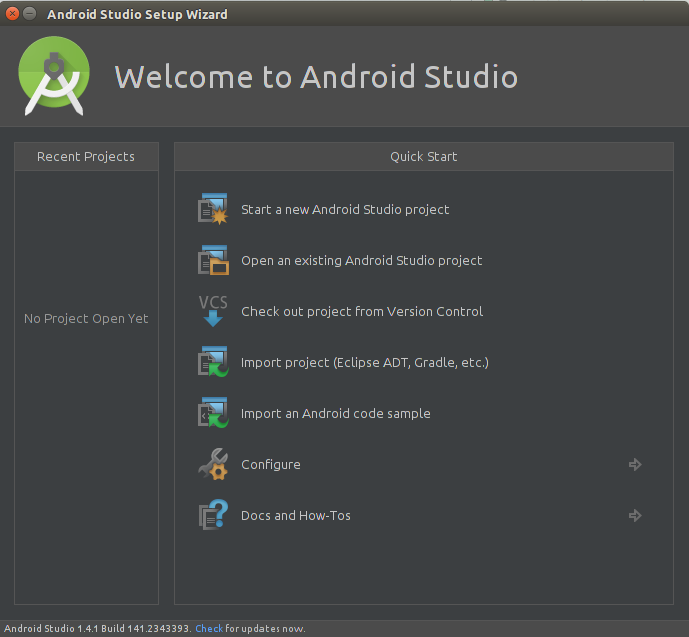 Android Studio Setup Wizard
Welcome to Android Studio
Recent Projects
Quick Start
Start a new Android Studio project
Open an existing Android Studio project
VCS
Check out project from Version Control
No Project Open Yet
Import project (Eclipse ADT, Gradle, etc.)
Import an Android code sample
Configure
Docs and How-Tos
Android Studio 1.4.1 Build 141.2343393. Check for updates now.